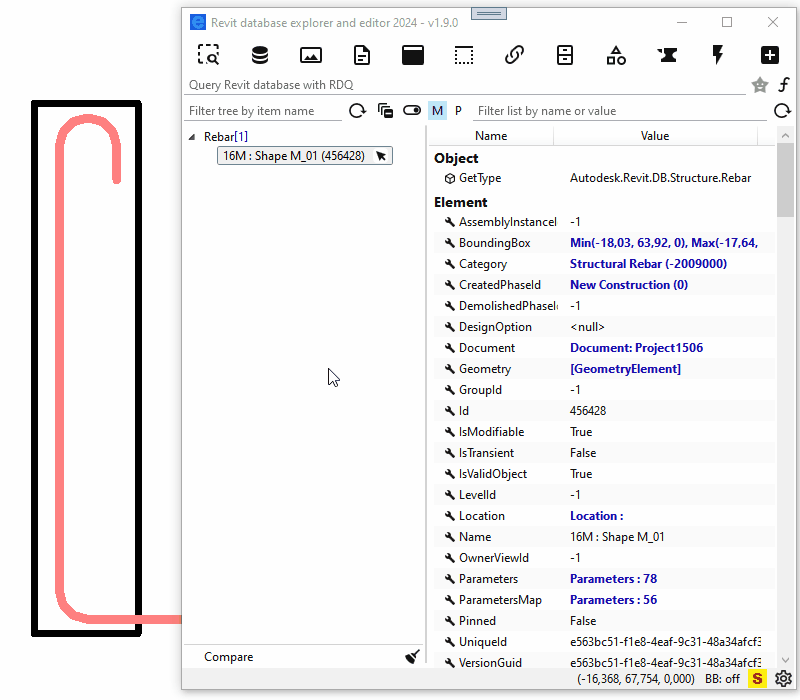 Revit database explorer and editor 2024 - v1.9.0
Query Revit database with RDQ
Filter tree by item name M P Filter list by name or value
Rebar[1]
16M : Shape M_01 (456428)
Name Value
Object
GetType Autodesk.Revit.DB.Structure.Rebar
Element
AssemblyInstanceI -1
BoundingBox Min(-18,03, 63,92, 0), Max(-17,64,
Category Structural Rebar (-2009000)
CreatedPhaseId New Construction (0)
DemolishedPhaseI -1
DesignOption <null>
Document Document: Project1506
Geometry [GeometryElement]
GroupId -1
Id 456428
IsModifiable True
IsTransient False
IsValidObject True
LevelId -1
Location Location :
Name 16M : Shape M_01
OwnerViewId -1
Parameters Parameters : 78
ParametersMap Parameters : 56
Pinned False
UniqueId e563bc51-f1e8-4eaf-9c31-48a34afcf3
VersionGuid e563bc51-f1e8-4eaf-9c31-48a34afcf3
Compare
(-16,368, 67,754, 0,000) BB: off S